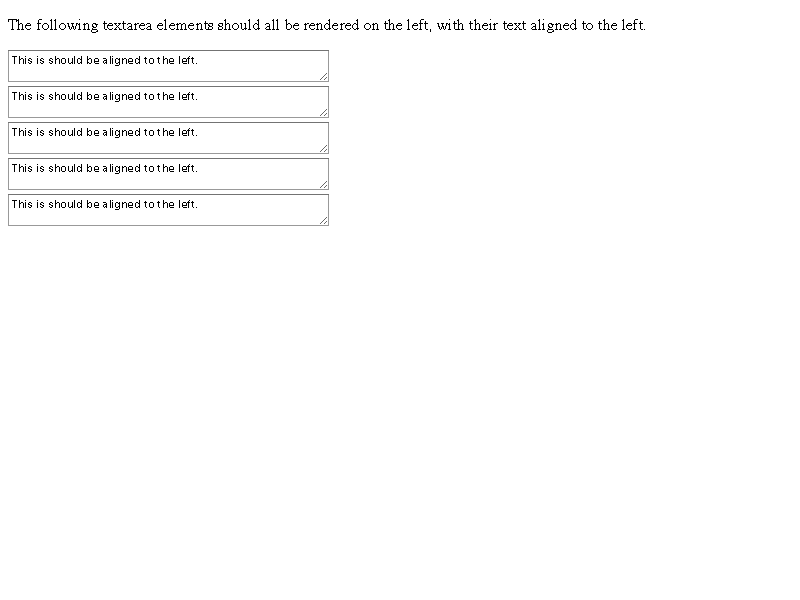 The following textarea elements should all be rendered on the left, with their text aligned to the left.
This is should be aligned to the left.
This is should be aligned to the left.
This is should be aligned to the left.
This is should be aligned to the left.
This is should be aligned to the left.